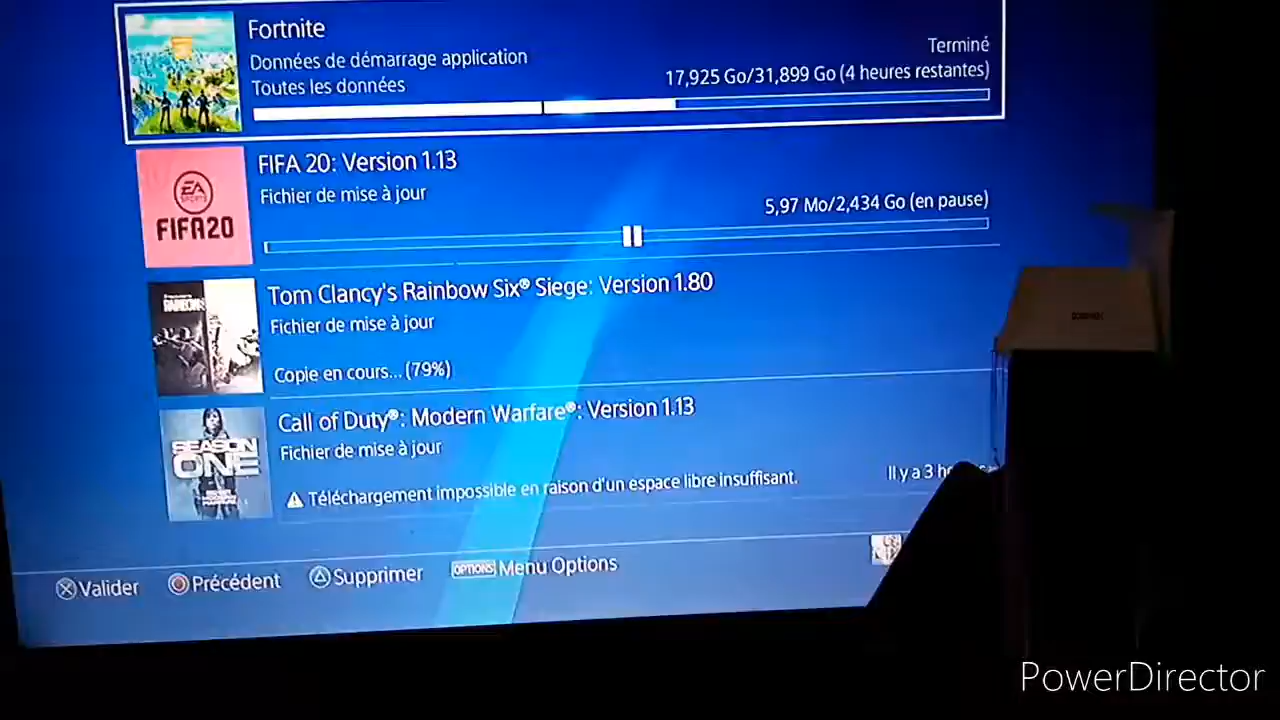 Fortnite
Données de démarrage application
Terminé
Toutes les données
17,925 Go/31,899 Go (4 heures restantes)
FIFA 20: Version 1.13
Fichier de mise à jour
5,97 Mo/2,434 Go (en pause)
EA
SPORTS
FIFA20
Tom Clancy's Rainbow Six® Siege: Version 1.80
Fichier de mise à jour
Copie en cours... (79%)
Call of Duty®: Modern Warfare®: Version 1.13
Fichier de mise à jour
SEASON
ONE
Téléchargement impossible en raison d'un espace libre insuffisant.
Il y a 3
Valider
Précédent
Supprimer
OPTIONS Menu Options
PowerDirector